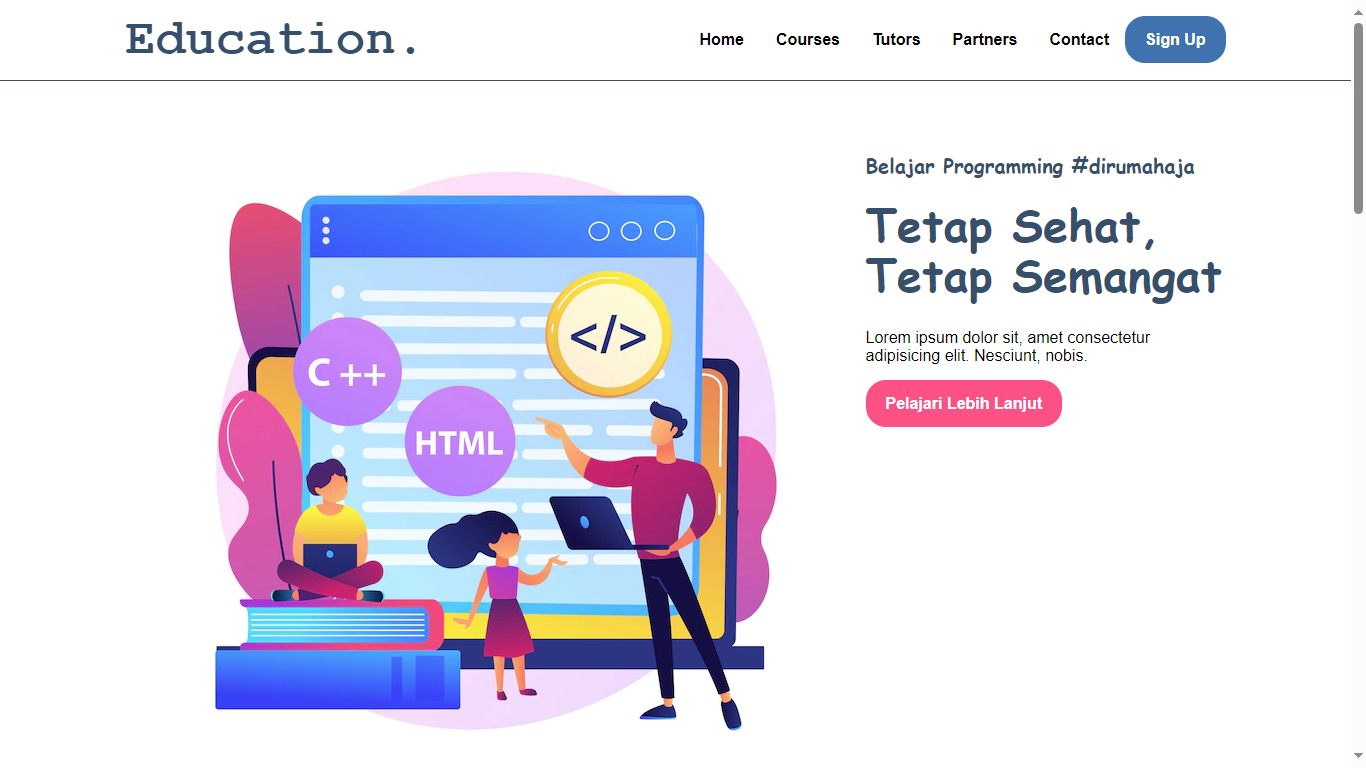 Education.
Home Courses Tutors Partners Contact Sign Up
Belajar Programming #dirumahaja
Tetap Sehat,
Tetap Semangat
Lorem ipsum dolor sit, amet consectetur
adipisicing elit. Nesciunt, nobis.
Pelajari Lebih Lanjut
</>
C ++
HTML